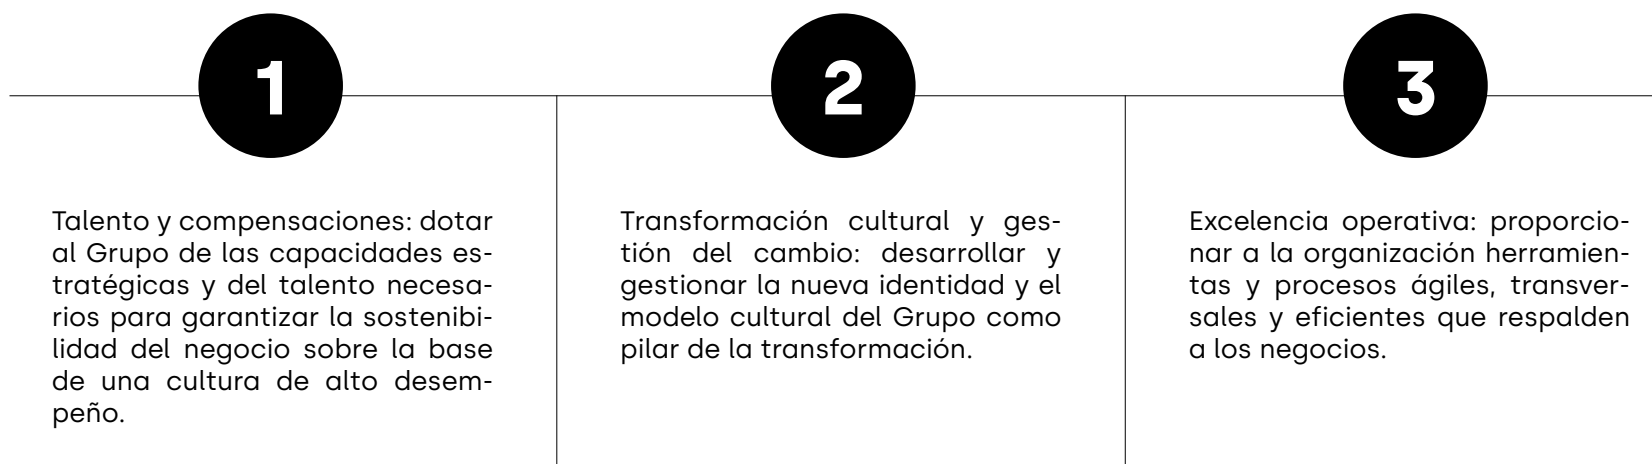 1
Talento y compensaciones: dotar
al Grupo de las capacidades es-
tratégicas y del talento necesa-
rios para garantizar la sostenibi-
lidad del negocio sobre la base
de una cultura de alto desem-
peño.
2
Transformación cultural y ges-
tión del cambio: desarrollar y
gestionar la nueva identidad y el
modelo cultural del Grupo como
pilar de la transformación.
3
Excelencia operativa: proporcio-
nar a la organización herramien-
tas y procesos ágiles, transver-
sales y eficientes que respalden
a los negocios.